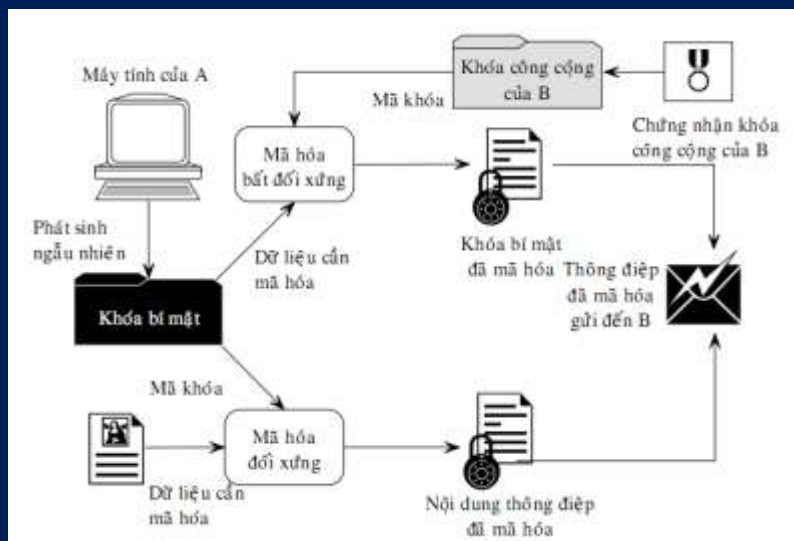 Máy tính của A
Khóa công cộng
của B
Mã khóa
Chứng nhận khóa
công cộng của B
Mã hóa
bất đối xứng
Phát sinh
ngẫu nhiên
Dữ liệu cần
mã hóa
Khóa bí mật
đã mã hóa
Thông điệp
đã mã hóa
gửi đến B
Khóa bí mật
Mã khóa
Mã hóa
đối xứng
Dữ liệu cần
mã hóa
Nội dung thông điệp
đã mã hóa